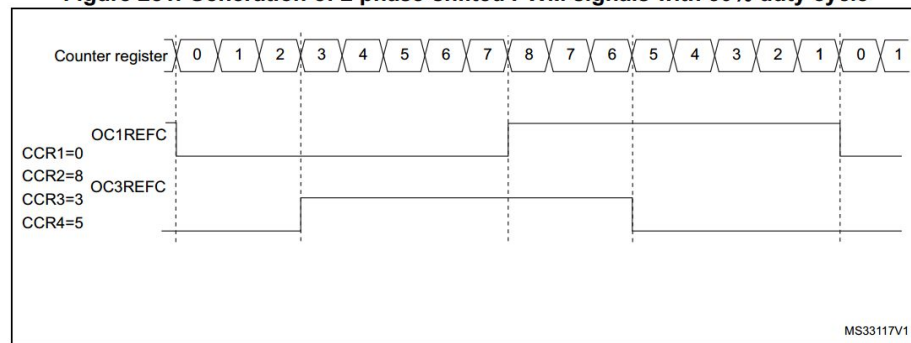 Counter register 0 1 2 3 4 5 6 7 8 7 6 5 4 3 2 1 0 1
OC1REFC
CCR1=0
CCR2=8
OC3REFC
CCR3=3
CCR4=5
MS33117V1